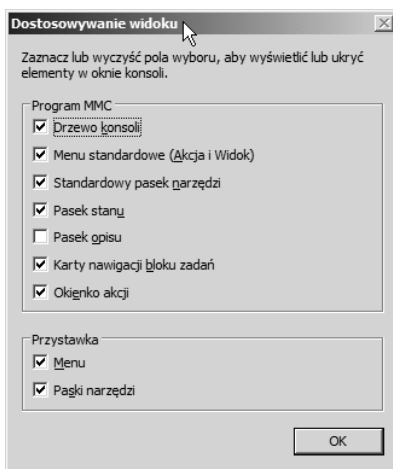 Dostosowywanie widoku
Zaznacz lub wyczyść pola wyboru, aby wyświetlić lub ukryć
elementy w oknie konsoli.
Program MMC
Drzewo konsoli
Menu standardowe (Akcja i Widok)
Standardowy pasek narzędzi
Pasek stanu
Pasek opisu
Karty nawigacji bloku zadań
Okienko akcji
Przystawka
Menu
Paski narzędzi
OK